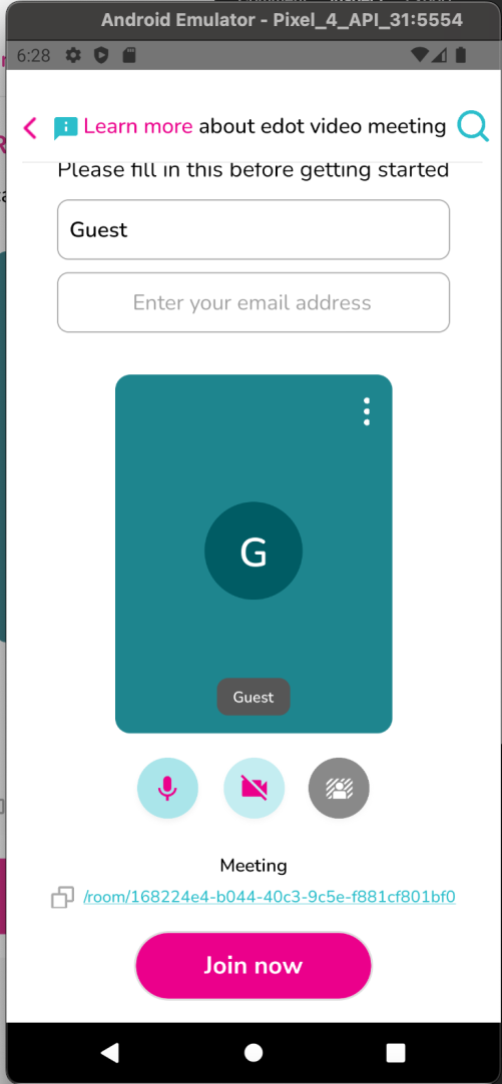 Android Emulator - Pixel_4_API_31:5554
6:28
Learn more about edot video meeting
Please fill in this before getting started
Guest
Enter your email address
G
Guest
Meeting
/room/168224e4-b044-40c3-9c5e-f881cf801bf0
Join now